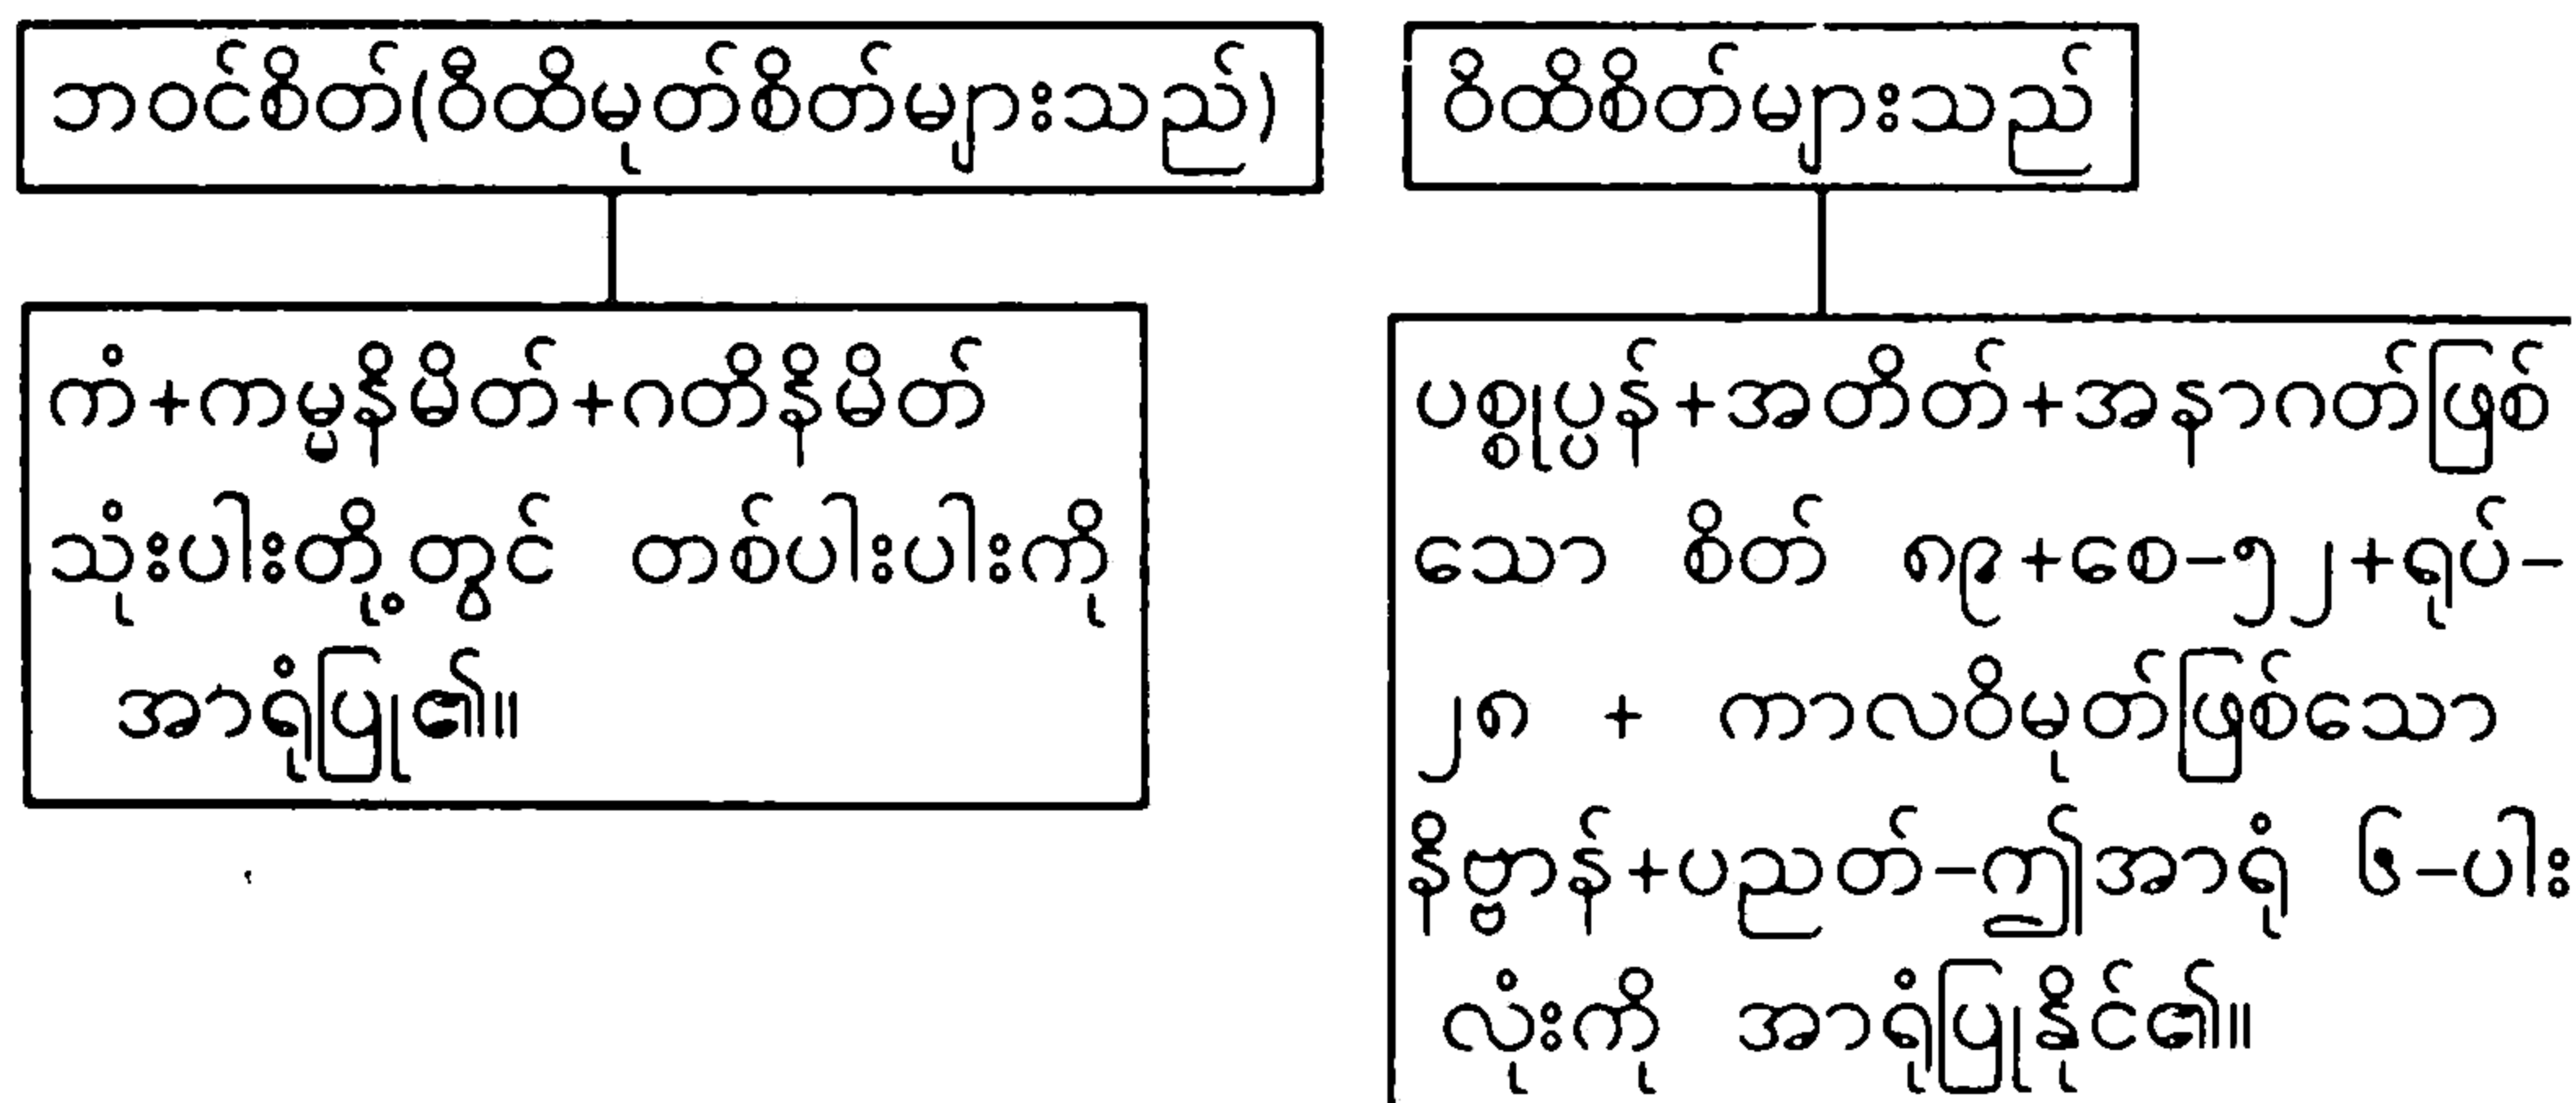 ဘဝင်စိတ်(ဝီထိမုတ်စိတ်များသည်)
ကံ+ကမ္မနိမိတ်+ဂတိနိမိတ်
သုံးပါးတို့တွင် တစ်ပါးပါးကို
အာရုံပြု၏။
ဝိထိစိတ်များသည်
ပစ္စုပ္ပန်+အတိတ်+အနာဂတ်ဖြစ်
သော စိတ် ၈၉+စေ-၅၂+ရုပ်-
၂၈ + ကာလဝိမုတ်ဖြစ်သော
နိဗ္ဗာန်+ပညတ်-ဤအာရုံ ၆-ပါး
လုံးကို အာရုံပြုနိုင်၏။